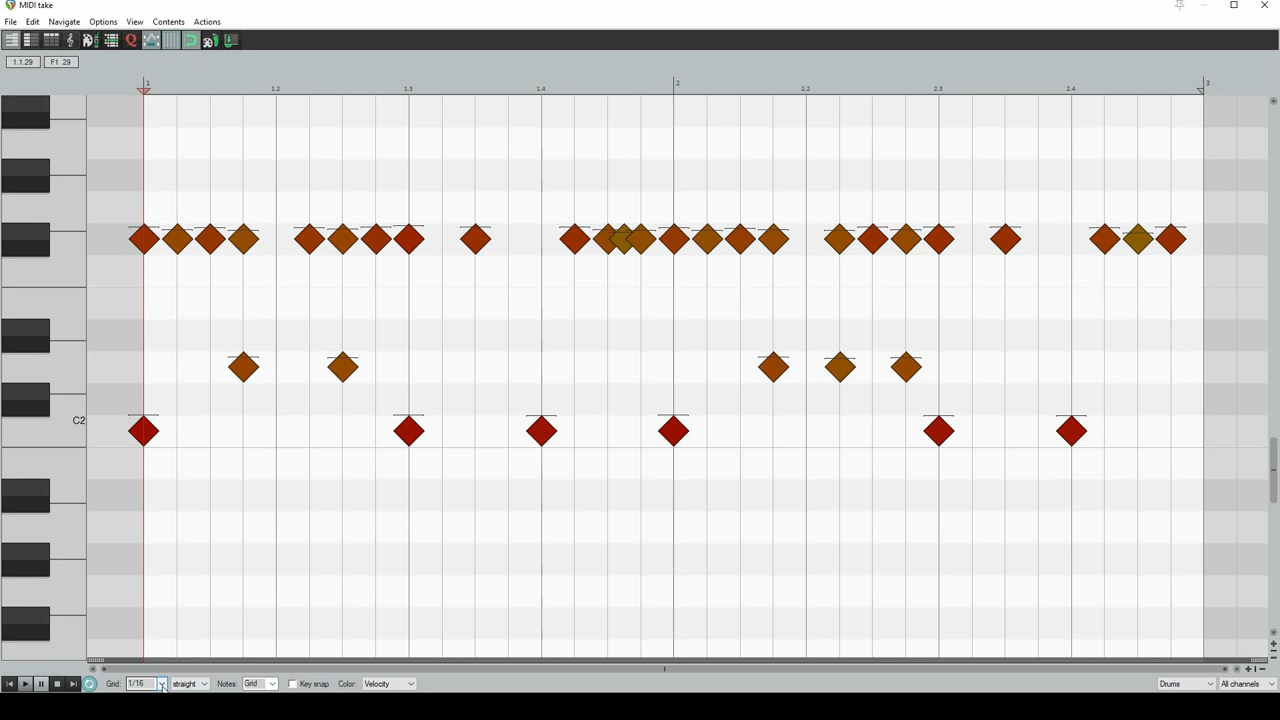 MIDI take
File Edit Navigate Options View Contents Actions
Q
1.1.29 F1 29
1 1.2 1.3 1.4 2 2.2 2.3 2.4 3
C2
Grid: 1/16 straight Notes: Grid Key snap Color: Velocity Drums All channels